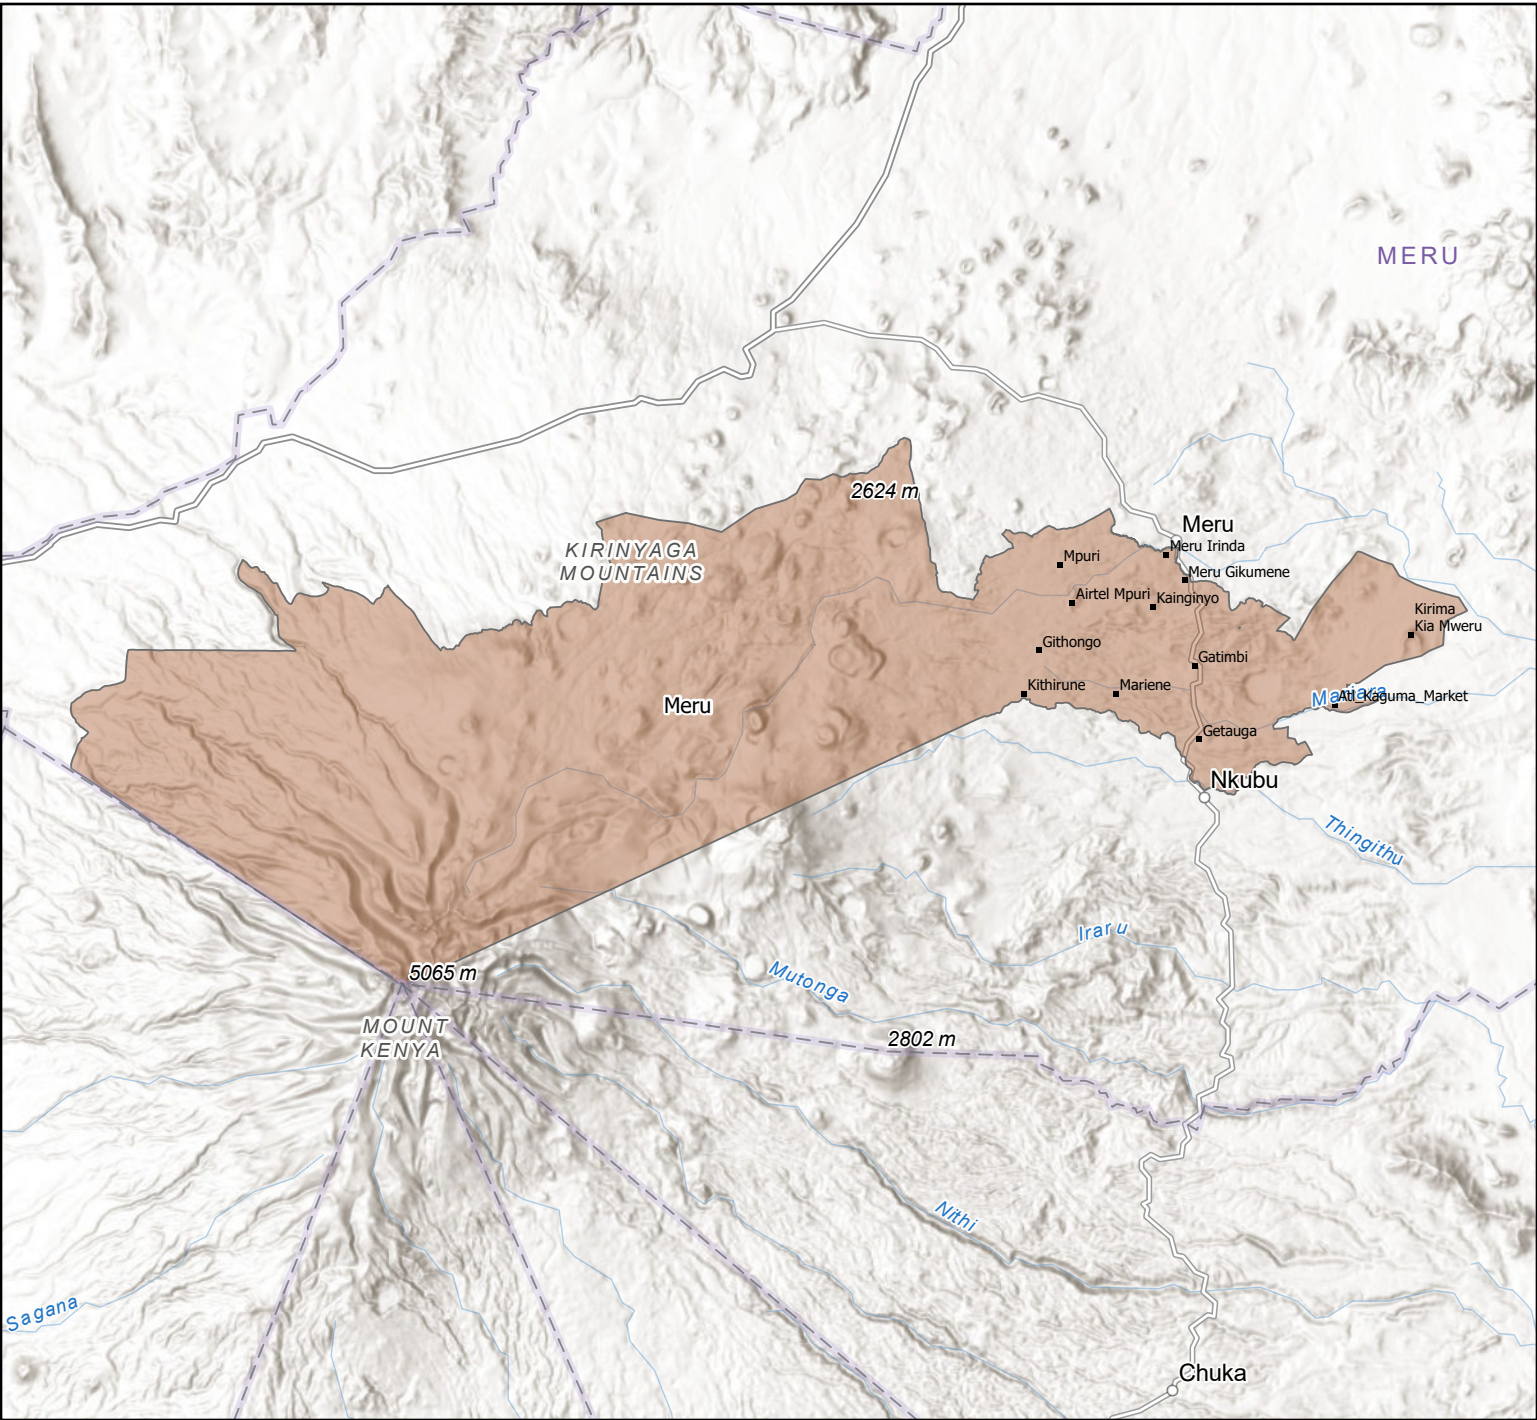 MERU
2624 m
Meru
KIRINYAGA
MOUNTAINS
Meru Irinda
Mpuri
Meru Gikumene
Airtel Mpuri
Kainginyo
Kirima
Kia Mweru
Githongo
Gatimbi
Kithirune
Mariene
Mariara
Atl_Kaguma_Market
Meru
Getauga
Nkubu
Thingithu
Iraru
5065 m
Mutonga
MOUNT
KENYA
2802 m
Nithi
Sagana
Chuka